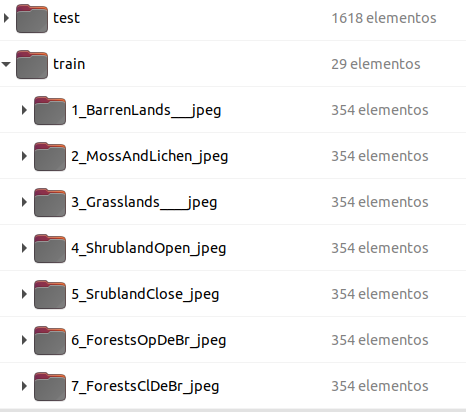 test 1618 elementos
train 29 elementos
1_BarrenLands___jpeg 354 elementos
2_MossAndLichen_jpeg 354 elementos
3_Grasslands____jpeg 354 elementos
4_ShrublandOpen_jpeg 354 elementos
5_SrublandClose_jpeg 354 elementos
6_ForestsOpDeBr_jpeg 354 elementos
7_ForestsClDeBr_jpeg 354 elementos